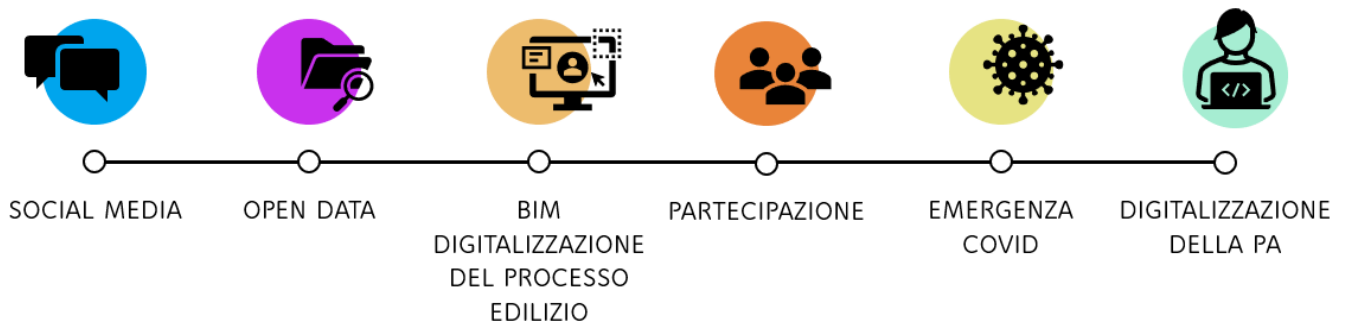 SOCIAL MEDIA
OPEN DATA
BIM
DIGITALIZZAZIONE
DEL PROCESSO
EDILIZIO
PARTECIPAZIONE
EMERGENZA
COVID
</>
DIGITALIZZAZIONE
DELLA PA